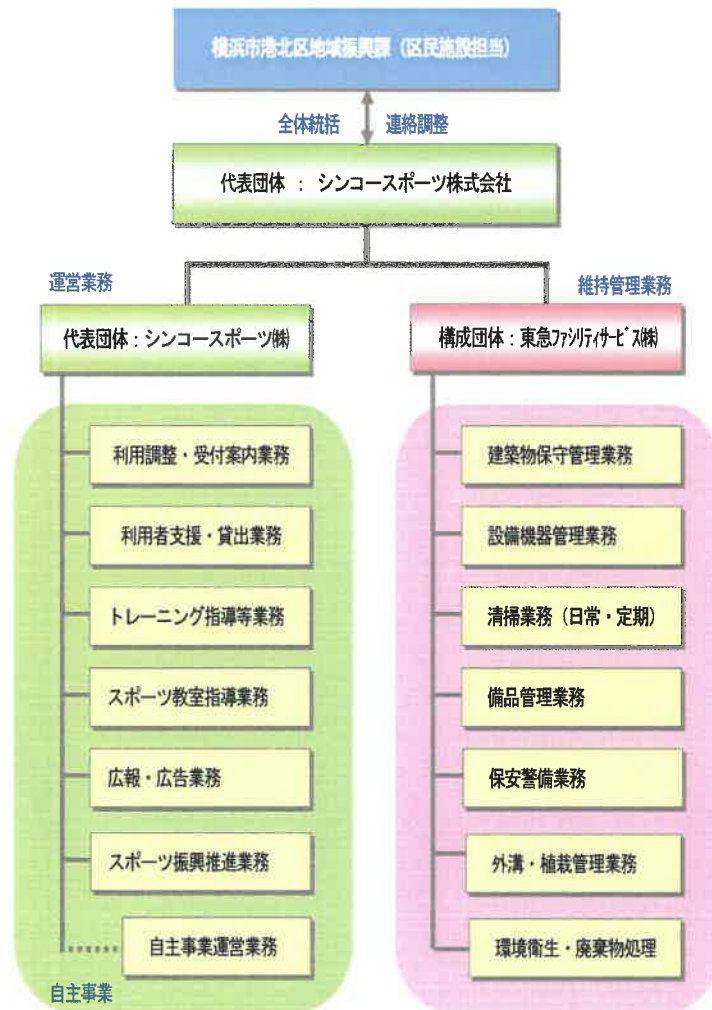 横浜市港北区地域振興課（区民施設担当）
全体統括 連絡調整
代表団体 ： シンコースポーツ株式会社
運営業務
代表団体：シンコースポーツ㈱
利用調整・受付案内業務
利用者支援・貸出業務
トレーニング指導等業務
スポーツ教室指導業務
広報・広告業務
スポーツ振興推進業務
自主事業運営業務
自主事業
維持管理業務
構成団体：東急ファシリティサービス㈱
建築物保守管理業務
設備機器管理業務
清掃業務（日常・定期）
備品管理業務
保安警備業務
外溝・植栽管理業務
環境衛生・廃棄物処理